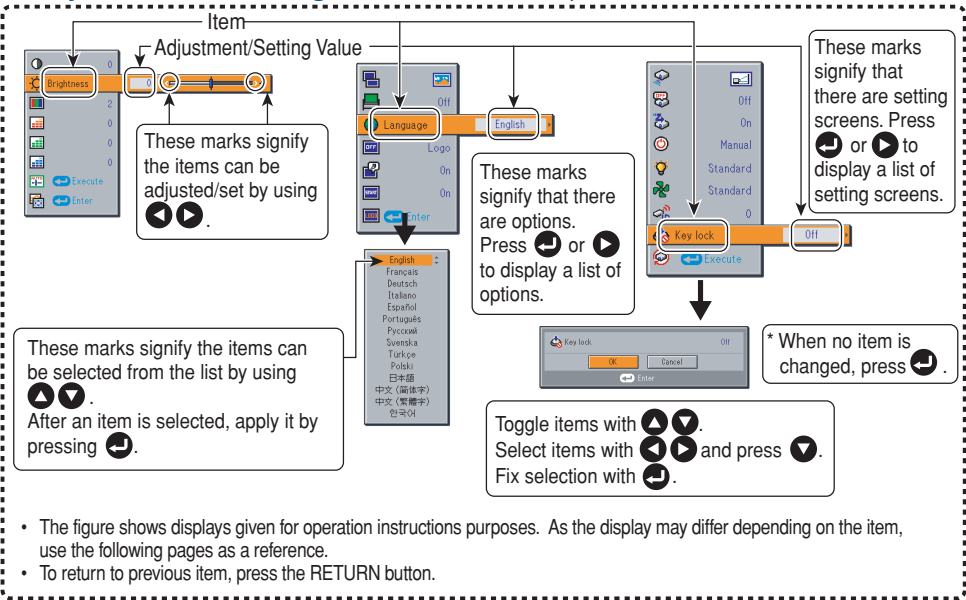 Item
Adjustment/Setting Value
0
Brightness
0
2
0
0
0
Execute
Enter
These marks signify
the items can be
adjusted/set by using
.
Off
Language
English
OFF
Logo
On
START
On
LOGO
Enter
These marks
signify that there
are options.
Press or
to display a list of
options.
OFF
Off
On
Manual
Standard
Standard
0
Key lock
Off
Execute
These marks
signify that
there are setting
screens. Press
or to
display a list of
setting screens.
English
Français
Deutsch
Italiano
Español
Português
Русский
Svenska
Türkçe
Polski
日本語
中文 (简体字)
中文 (繁體字)
한국어
These marks signify the items can
be selected from the list by using
.
After an item is selected, apply it by
pressing .
Key lock
Off
OK
Cancel
Enter
* When no item is
changed, press .
Toggle items with .
Select items with and press .
Fix selection with .
• The figure shows displays given for operation instructions purposes. As the display may differ depending on the item,
use the following pages as a reference.
• To return to previous item, press the RETURN button.